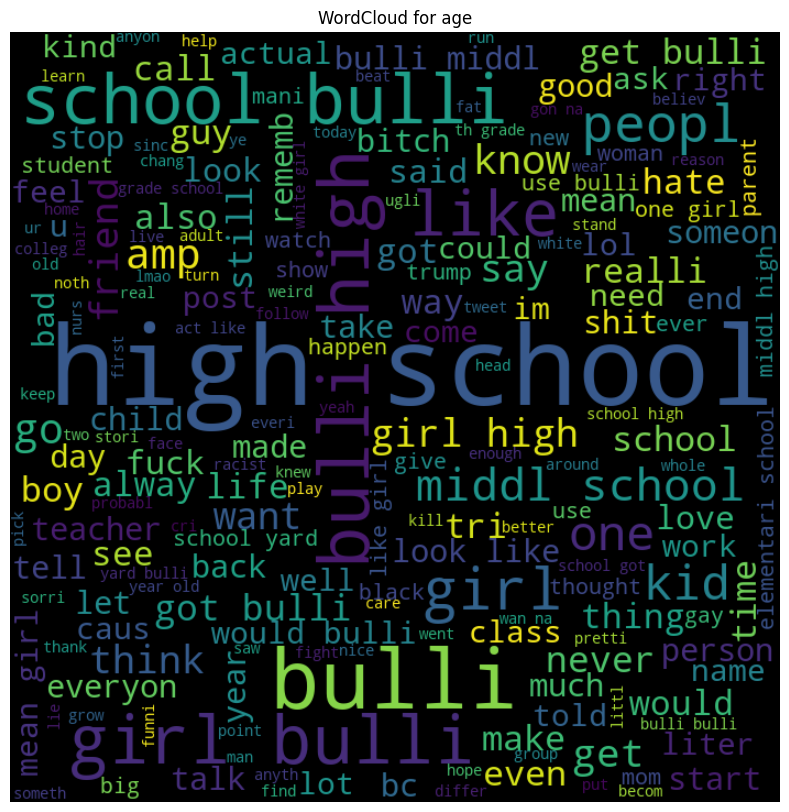 WordCloud for age
anyon
help
run
kind
call
actual
bulli middl
get bulli
learn
mani
beat
fat
good
ask
right
school bulli
gon na
believ
peopl
stop
sinc
ye
guy
rememb
today
bitch
th grade
new
woman
reason
student
chang
look
said
know
wear
parent
feel
friend
grade school
white girl
bulli high
like
use bulli
hate
home
ur
u
also
still
ugli
mean
one girl
colleg
hair
live
adult
watch
got
could
stand
lol
someon
old
amp
show
trump
say
white
realli
middl high
noth
lmao
turn
real
post
weird
way
im
need
end
bad
nurs
act like
follow
take
come
tweet
shit
ever
first
happen
high school
head
keep
child
yeah
go
two
stori
everi
girl high
school high
school
day
face
made
racist
knew
fuck
like girl
give
enough
around
whole
elementari school
boy
alway
life
play
middl school
probabl
want
kill
tri
better
use
one
love
pick
teacher
cri
school yard
look like
work
tell
see
back
school got
yard bulli
year old
well
black
girl
thought
kid
time
sorri
let
got bulli
care
thing
gay
caus
would bulli
went
class
pretti
person
mean girl
thank
think
year
saw
fight
nice
never
name
everyon
bulli
much
littl
would
lie
grow
funni
point
told
bulli bulli
girl bulli
man
group
make
get
liter
big
talk
anyth
hope
even
mom
start
someth
find
lot
bc
differ
put
becom